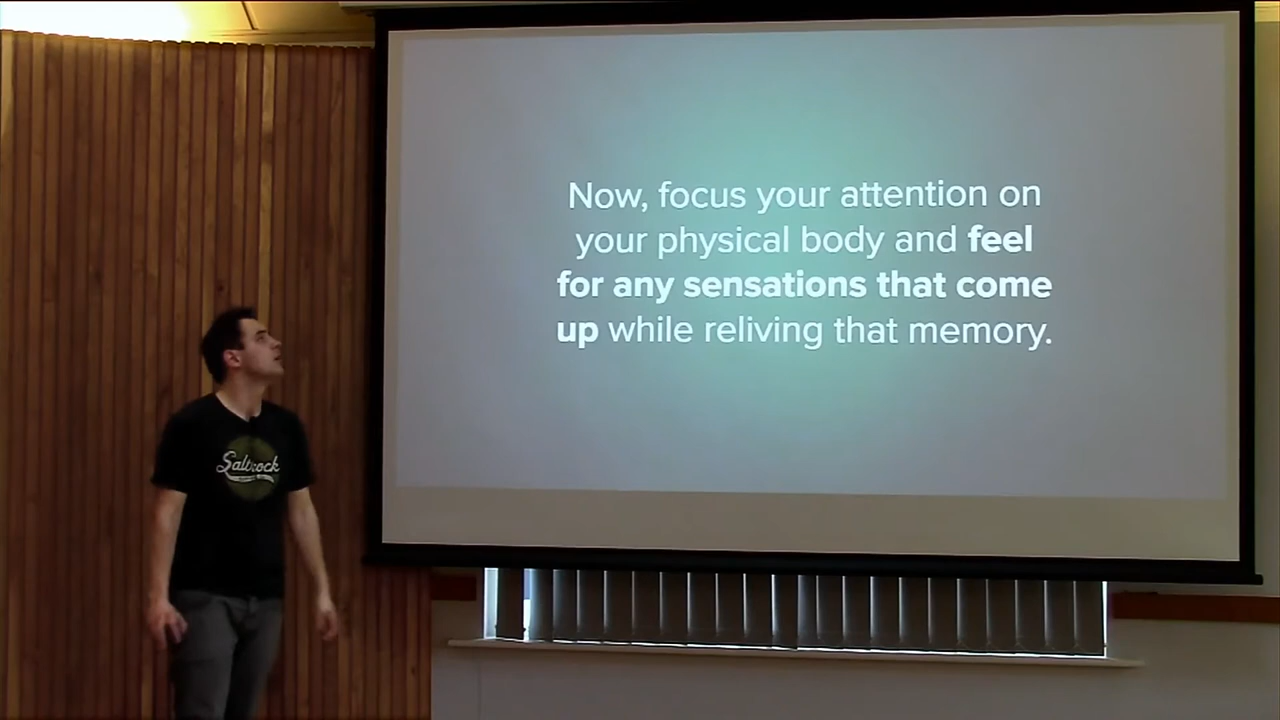 Now, focus your attention on
your physical body and feel
for any sensations that come
up while reliving that memory.
Saltrock